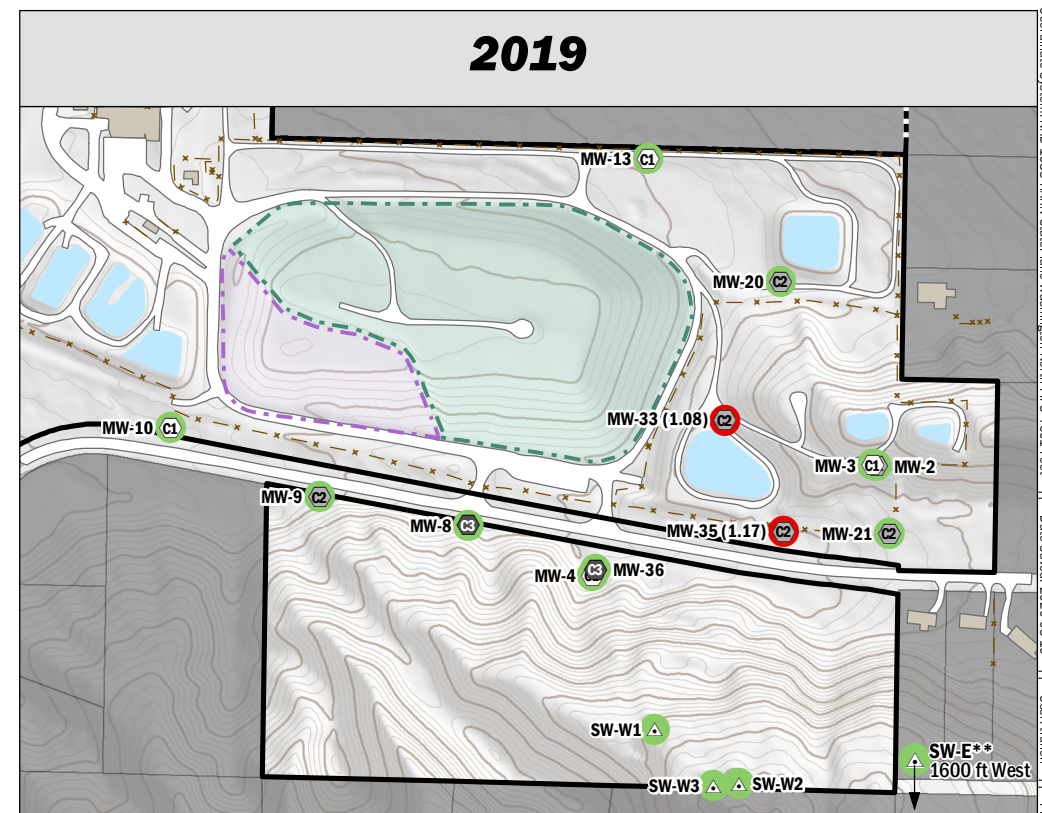 2019
MW-13 C1
MW-20 C2
MW-33 (1.08) C2
MW-10 C1
MW-3 C1 MW-2
MW-9 C2
MW-8 C3
MW-35 (1.17) C2
MW-21 C2
MW-4 C3 MW-36
SW-W1
SW-E**
1600 ft West
SW-W3 SW-W2